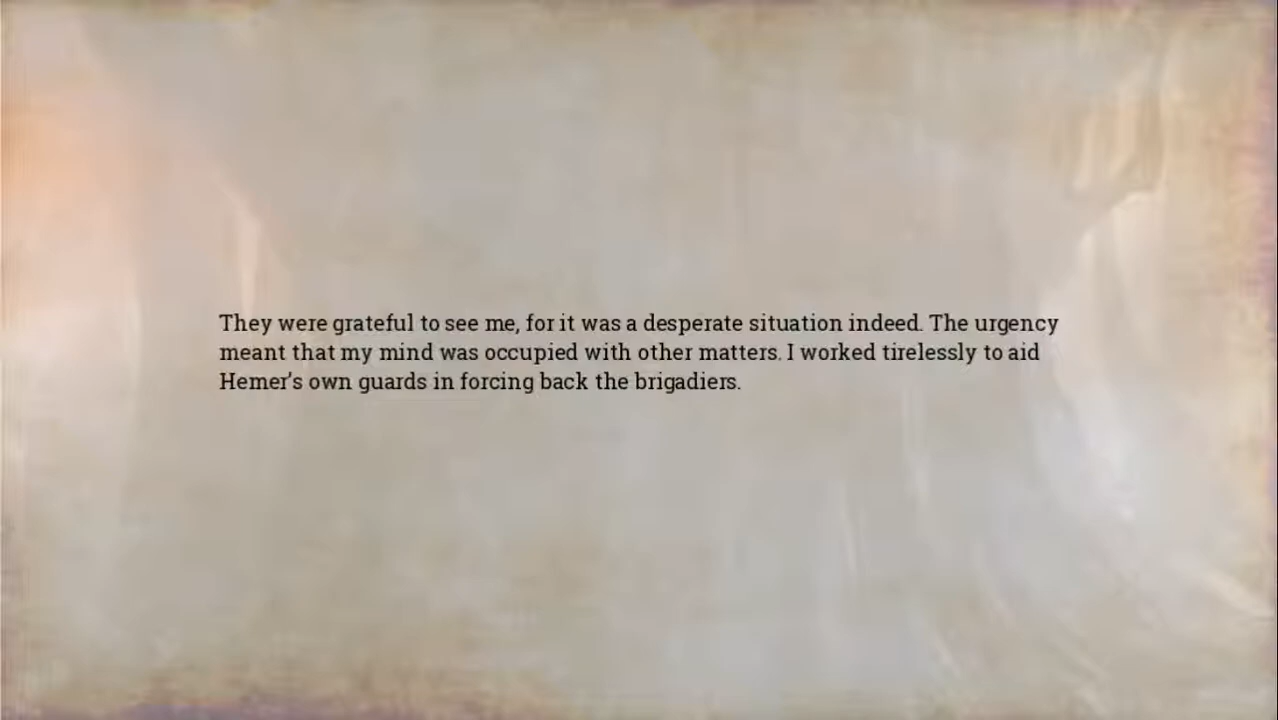 They were grateful to see me, for it was a desperate situation indeed. The urgency
meant that my mind was occupied with other matters. I worked tirelessly to aid
Hemer's own guards in forcing back the brigadiers.